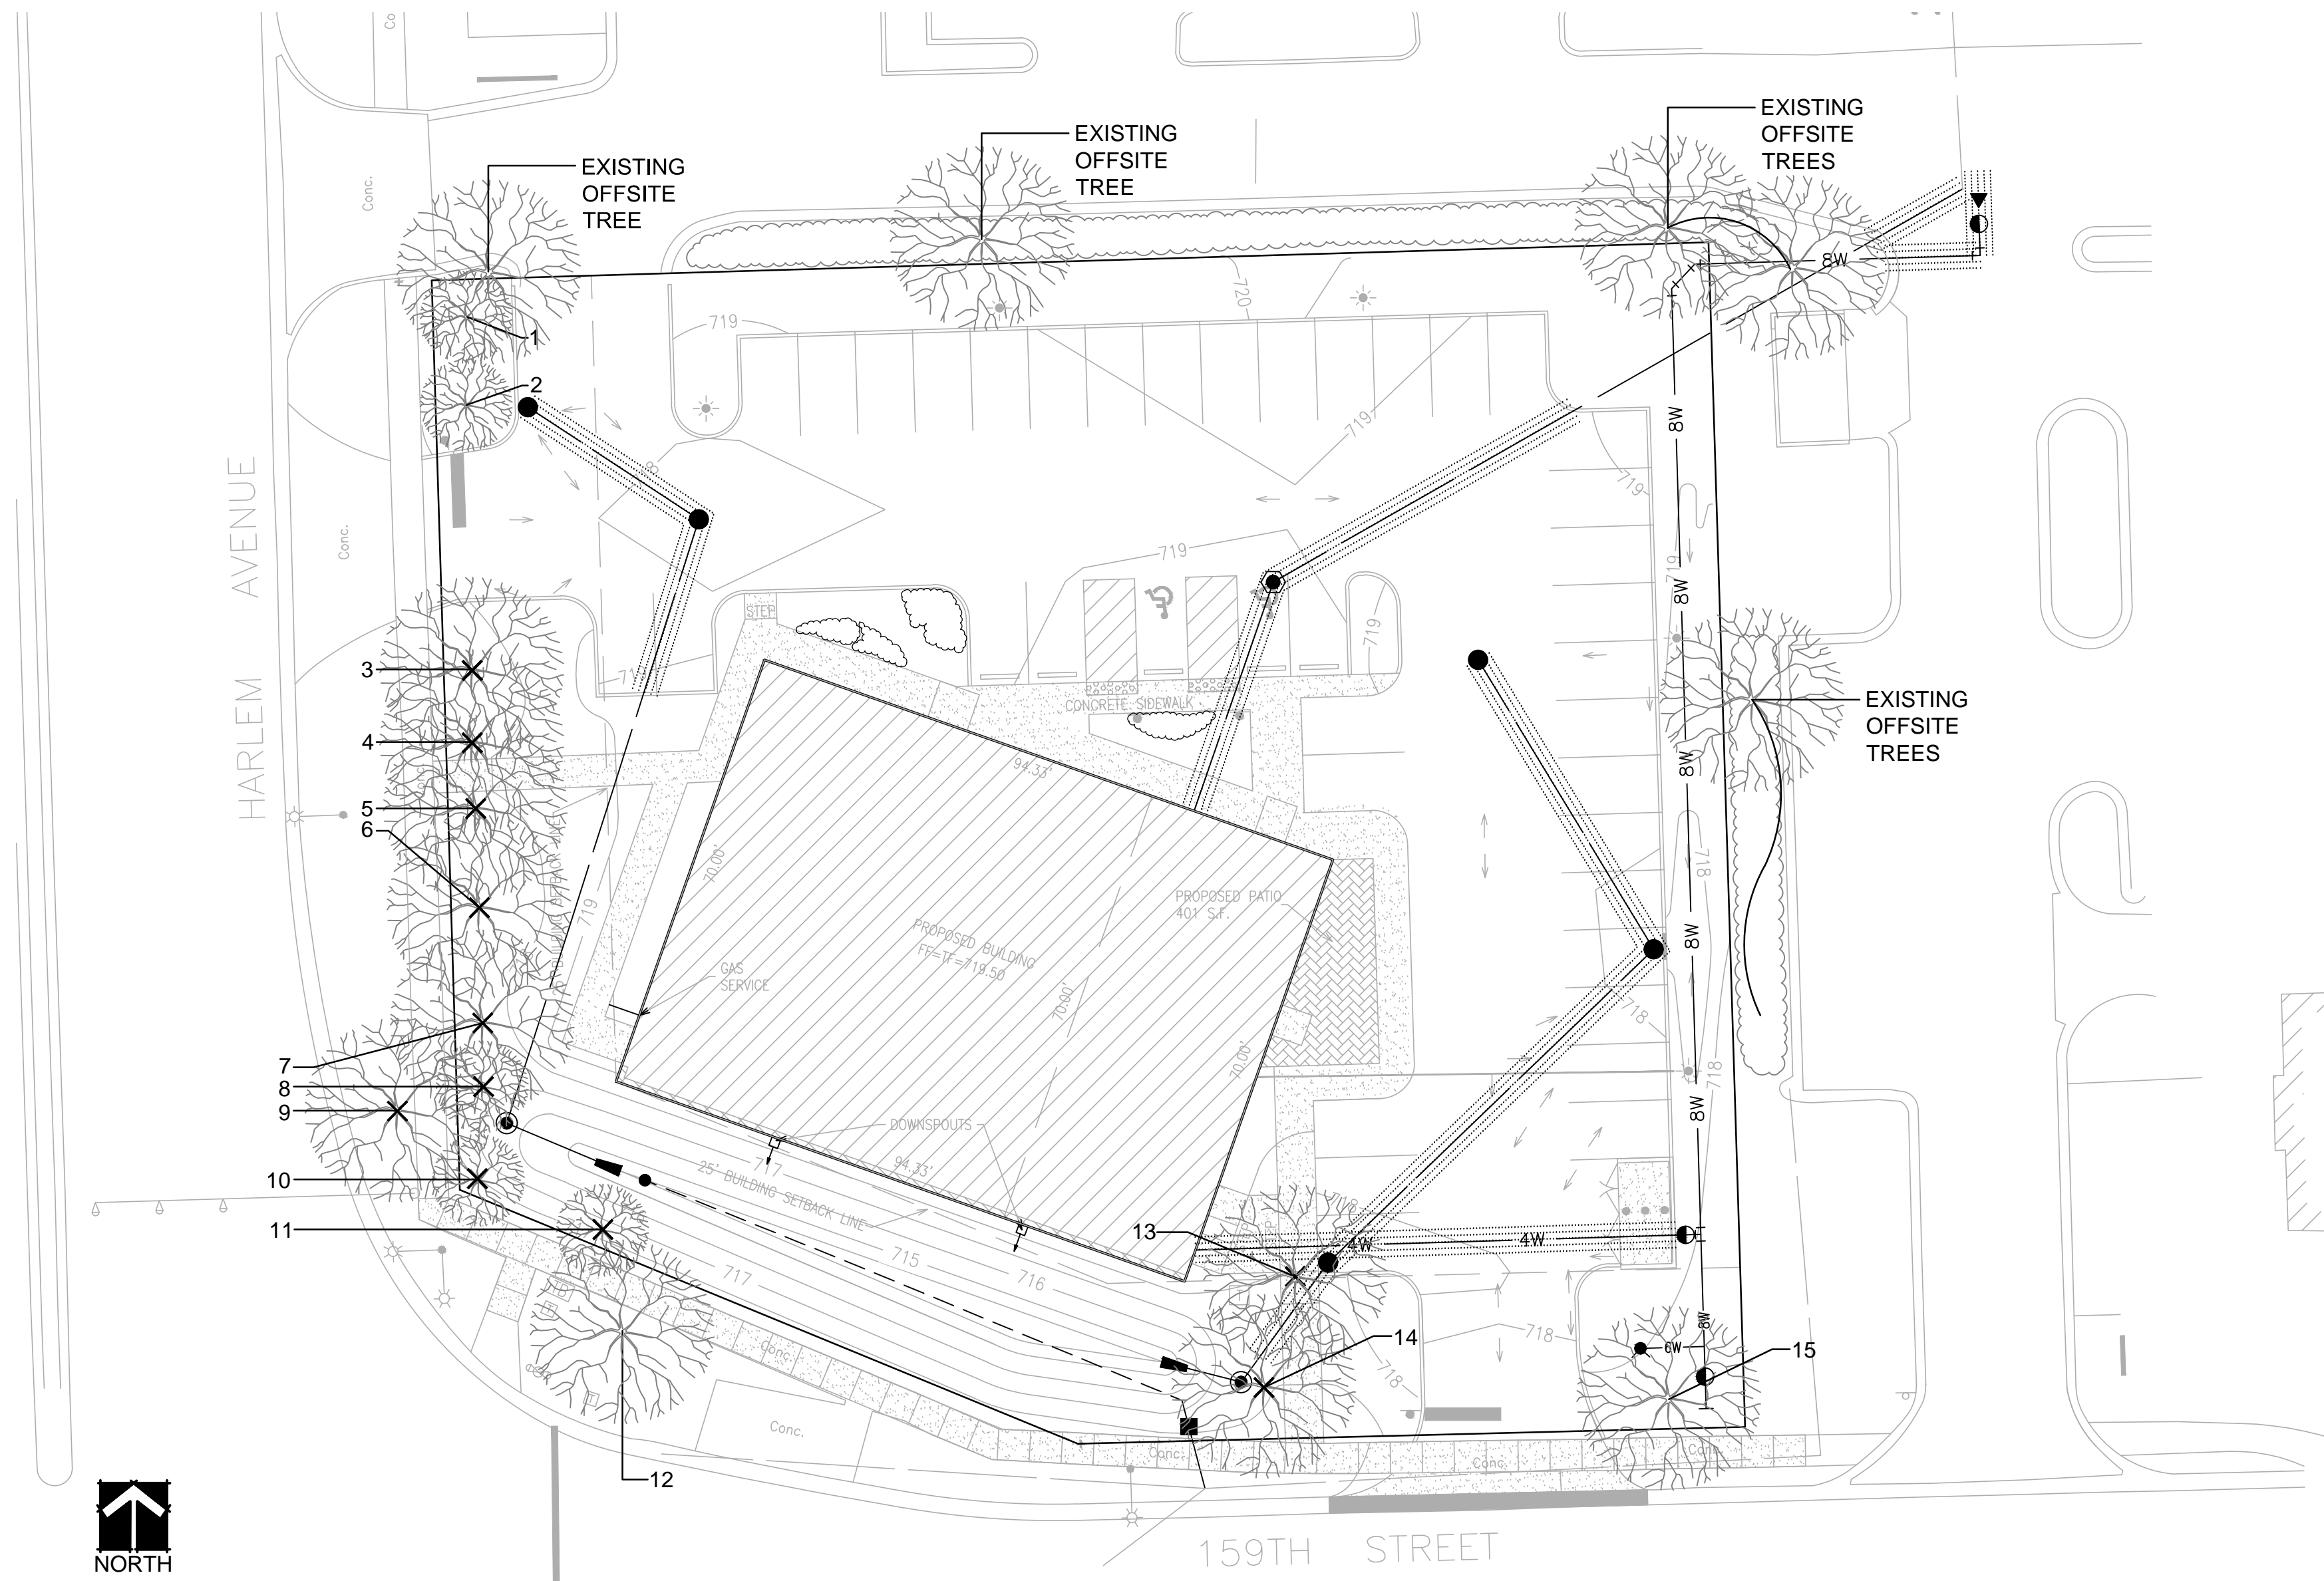 Co
EXISTING
OFFSITE
TREES
EXISTING
OFFSITE
TREE
EXISTING
OFFSITE
TREE
Conc.
8W
720
719
1
2
8W
719
719
HARLEM AVENUE
Conc.
719
719
8W
STEP
719
3
CONCRETE SIDEWALK
EXISTING
OFFSITE
TREES
4
94.33'
8W
5
6
70.00'
718
PROPOSED PATIO
401 S.F.
719
PROPOSED BUILDING
FF=TF=719.50
8W
GAS
SERVICE
70.00'
718
7
8
9
70.00'
718
8W
DOWNSPOUTS
717
94.33'
25' BUILDING SETBACK LINE
10
11
13
718
4W
4W
715
716
717
8W
718
14
6W
15
Conc.
718
Conc.
Conc.
Conc.
Conc.
12
NORTH
159TH STREET